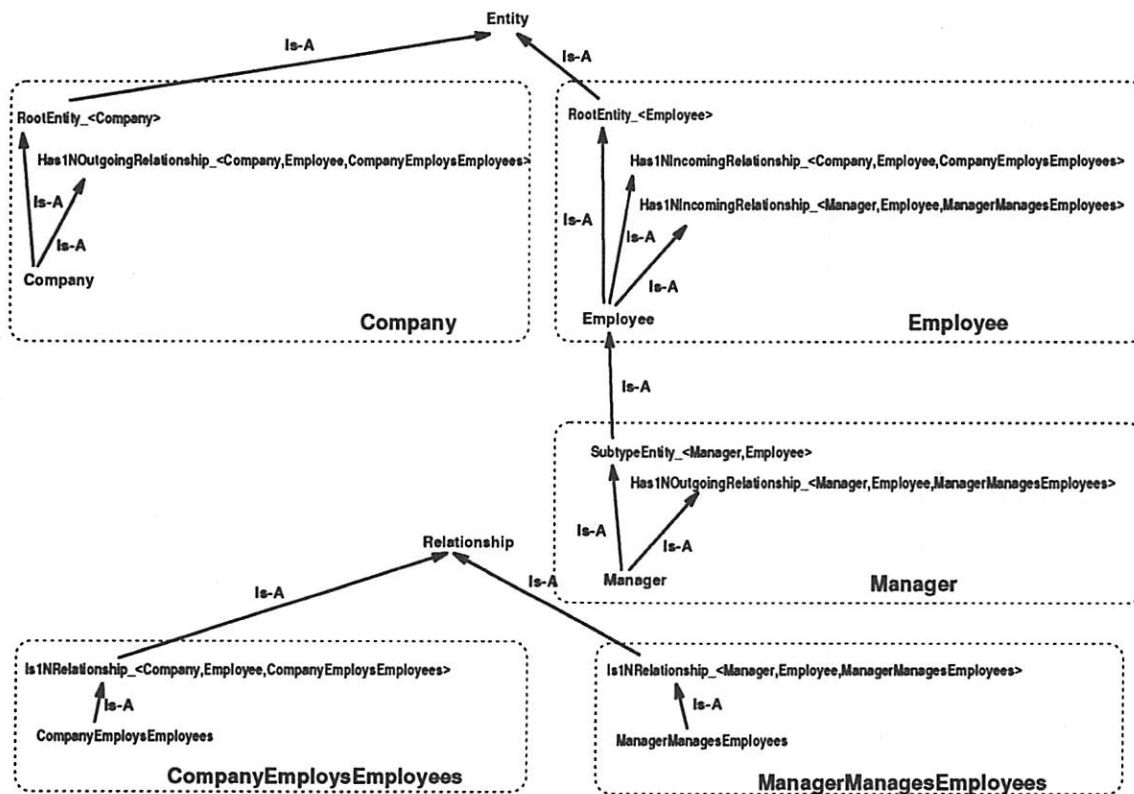 Entity
Is-A
Is-A
RootEntity_<Company>
RootEntity_<Employee>
Has1NOutgoingRelationship_<Company,Employee,CompanyEmploysEmployees>
Has1NIncomingRelationship_<Company,Employee,CompanyEmploysEmployees>
Is-A
Has1NIncomingRelationship_<Manager,Employee,ManagerManagesEmployees>
Is-A
Is-A
Is-A
Is-A
Company
Employee
Company
Employee
Is-A
SubtypeEntity_<Manager,Employee>
Has1NOutgoingRelationship_<Manager,Employee,ManagerManagesEmployees>
Is-A
Is-A
Relationship
Manager
Manager
Is-A
Is-A
Is1NRelationship_<Company,Employee,CompanyEmploysEmployees>
Is1NRelationship_<Manager,Employee,ManagerManagesEmployees>
Is-A
Is-A
CompanyEmploysEmployees
ManagerManagesEmployees
CompanyEmploysEmployees
ManagerManagesEmployees